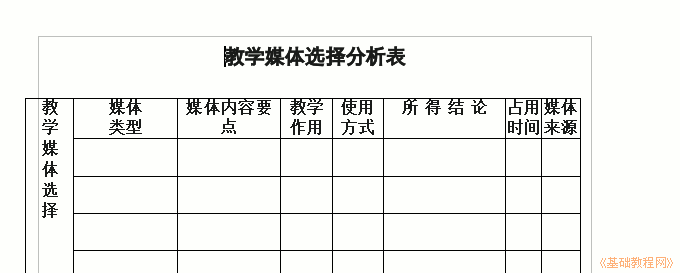 教学媒体选择分析表
教学媒体选择
媒体类型
媒体内容要点
教学作用
使用方式
所得结论
占用时间
媒体来源
《基础教程网》